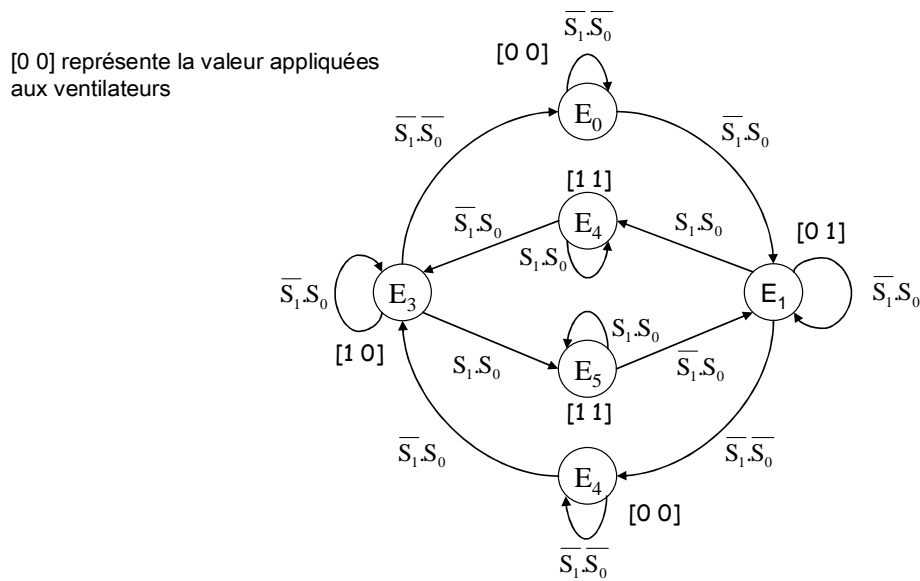 [0 0] représente la valeur appliquées
aux ventilateurs
S̅₁.S̅₀
[0 0]
E₀
S̅₁.S̅₀
S̅₁.S₀
[1 1]
E₄
S̅₁.S₀
S₁.S₀
S₁.S₀
[0 1]
S̅₁.S₀
E₃
E₁
S̅₁.S₀
[1 0]
S₁.S₀
S₁.S₀
E₅
S̅₁.S₀
[1 1]
S̅₁.S₀
S̅₁.S̅₀
E₄
[0 0]
S̅₁.S̅₀